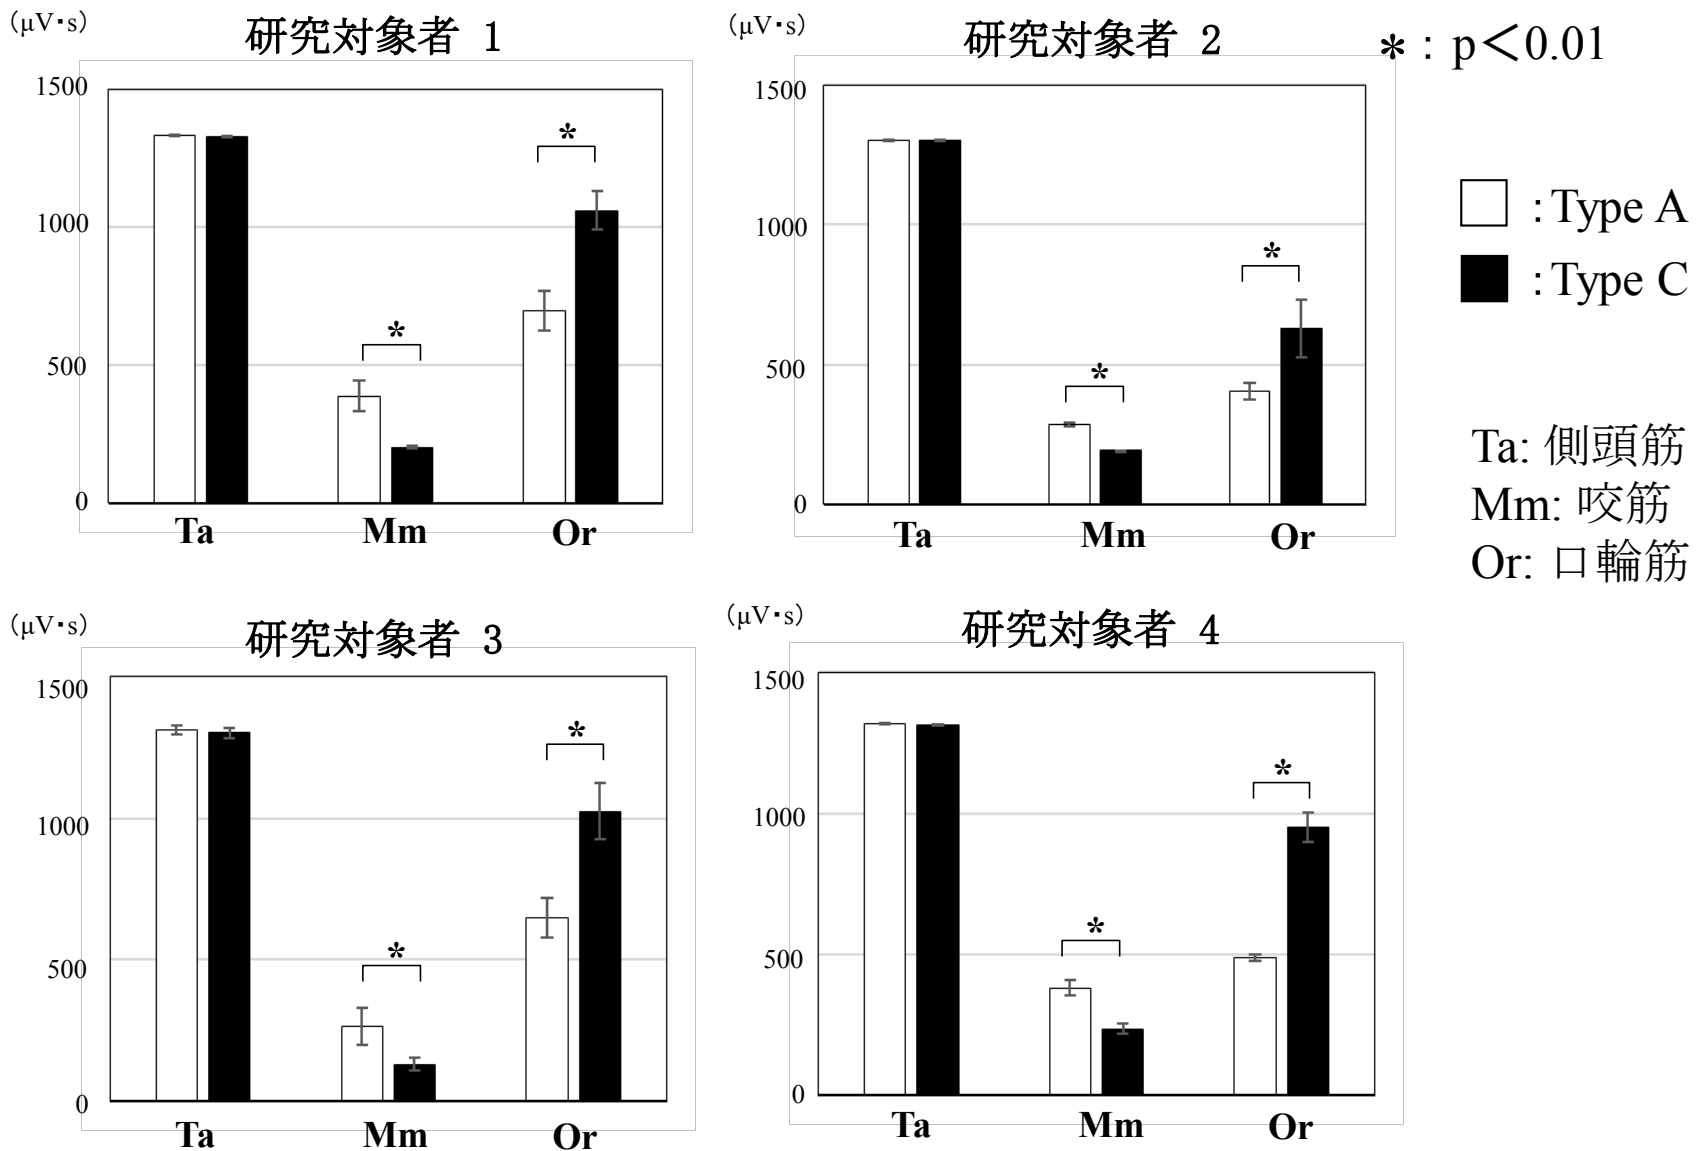 (μV･s)
研究対象者 1
1500
1000
500
0
*
*
Ta
Mm
Or
(μV･s)
研究対象者 2
1500
1000
500
0
*
*
Ta
Mm
Or
*：p＜0.01
：Type A
：Type C
Ta: 側頭筋
Mm: 咬筋
Or: 口輪筋
(μV･s)
研究対象者 3
1500
1000
500
0
*
*
Ta
Mm
Or
(μV･s)
研究対象者 4
1500
1000
500
0
*
*
Ta
Mm
Or